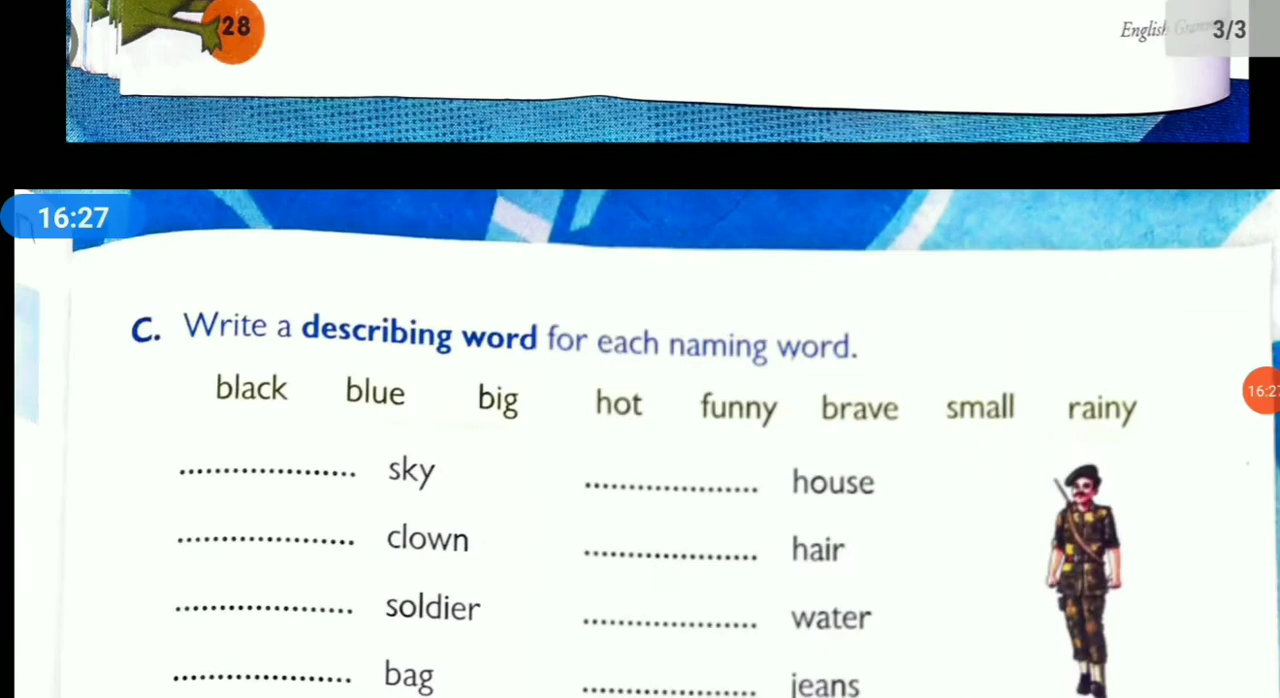 28
English
3/3
16:27
C. Write a describing word for each naming word.
black blue big hot funny brave small rainy
16:27
.................... sky .................... house
.................... clown .................... hair
.................... soldier .................... water
.................... bag .................... jeans